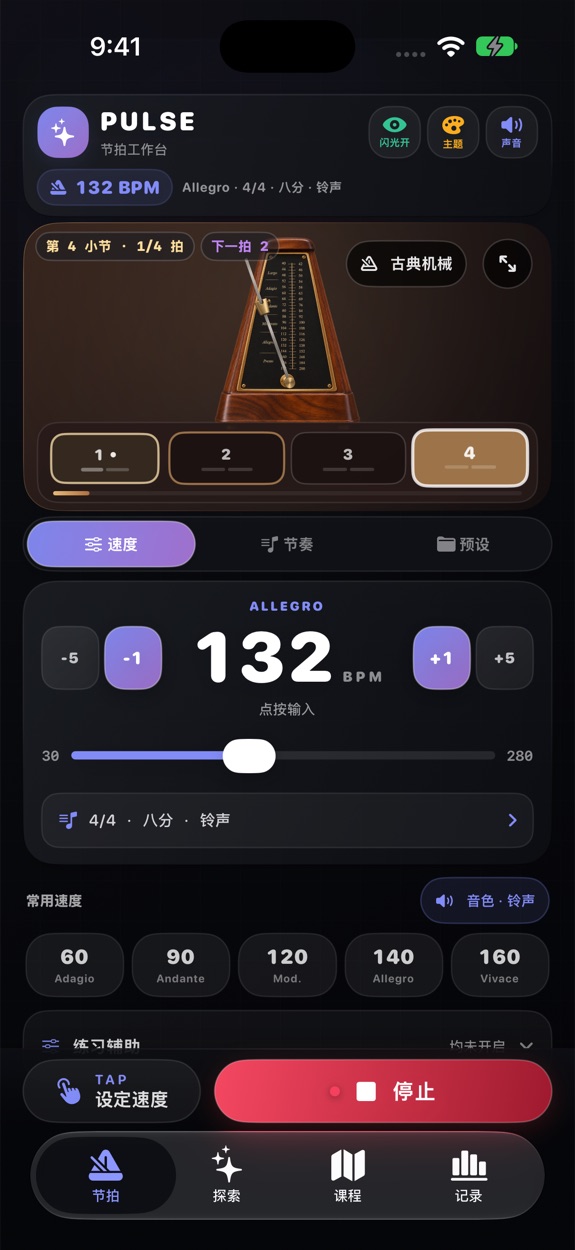 9:41
PULSE
节拍工作台
闪光开
主题
声音
132 BPM
Allegro · 4/4 · 八分 · 铃声
第 4 小节 · 1/4 拍
下一拍 2
古典机械
1
2
3
4
速度
节奏
预设
ALLEGRO
-5
-1
132 BPM
+1
+5
点按输入
30
280
4/4 · 八分 · 铃声
常用速度
音色 · 铃声
60
Adagio
90
Andante
120
Mod.
140
Allegro
160
Vivace
练习辅助
均未开启
TAP
设定速度
停止
节拍
探索
课程
记录